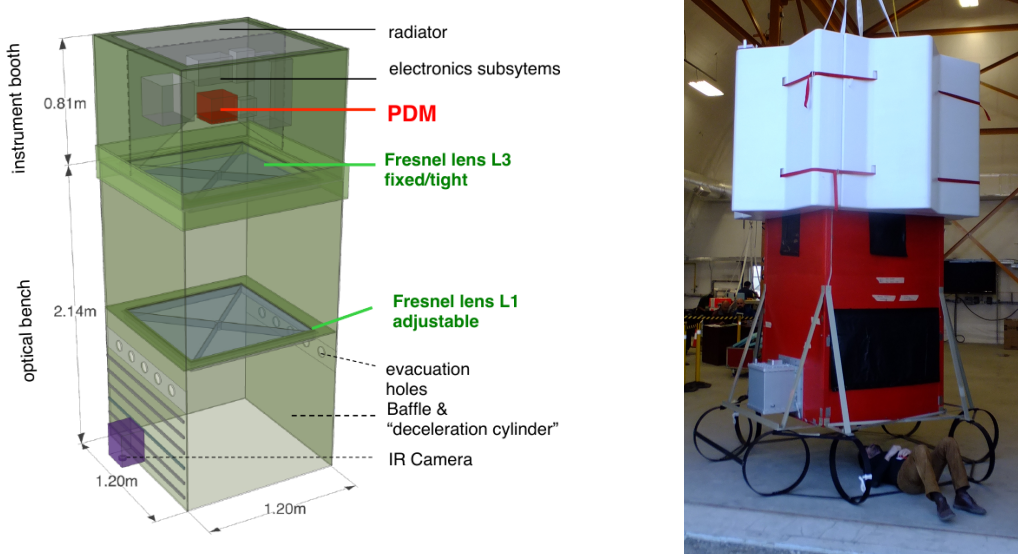 radiator
electronics subsytems
PDM
Fresnel lens L3
fixed/tight
Fresnel lens L1
adjustable
evacuation
holes
Baffle &
“deceleration cylinder”
IR Camera
instrument booth
0.81m
optical bench
2.14m
1.20m
1.20m